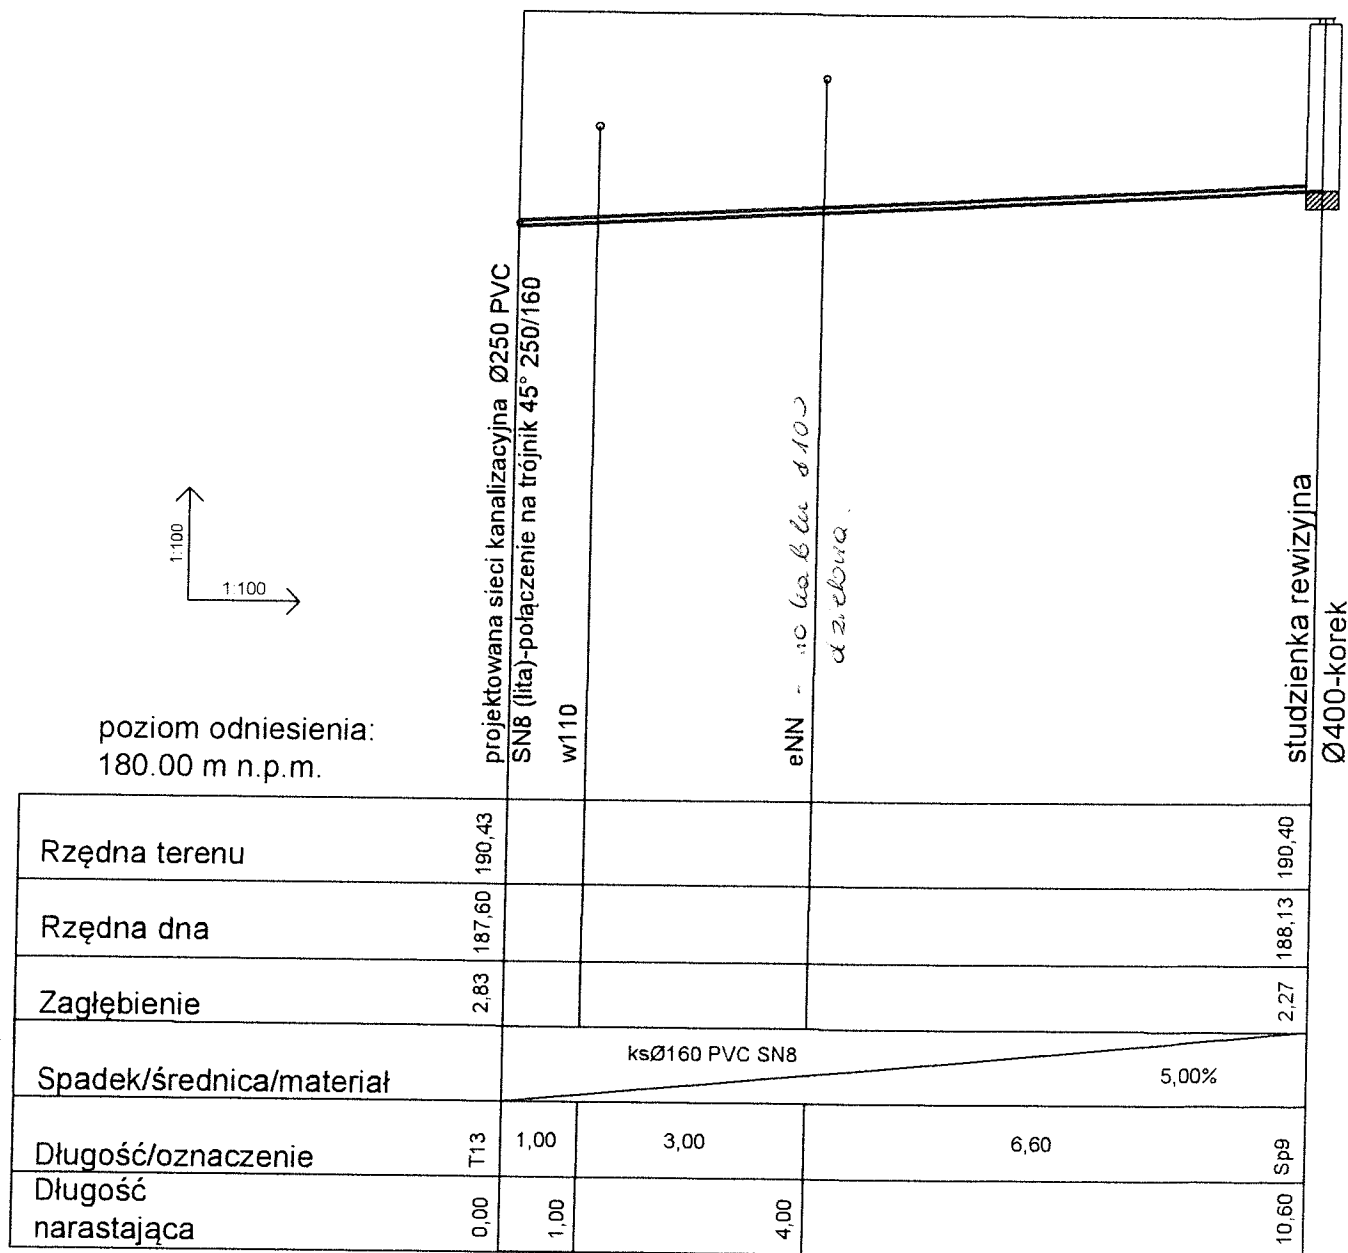 projektowana sieci kanalizacyjna Ø250 PVC
SN8 (lita)-połączenie na trójnik 45° 250/160
w110
eNN - kablu
studzienka rewizyjna
Ø400-korek
1:100
1:100
poziom odniesienia:
180.00 m n.p.m.
Rzędna terenu 190,43 190,40
Rzędna dna 187,60 188,13
Zagłębienie 2,83 2,27
Spadek/średnica/materiał ksØ160 PVC SN8 5,00%
Długość/oznaczenie T13 1,00 3,00 6,60 Sp9
Długość
narastająca 0,00 1,00 4,00 10,60